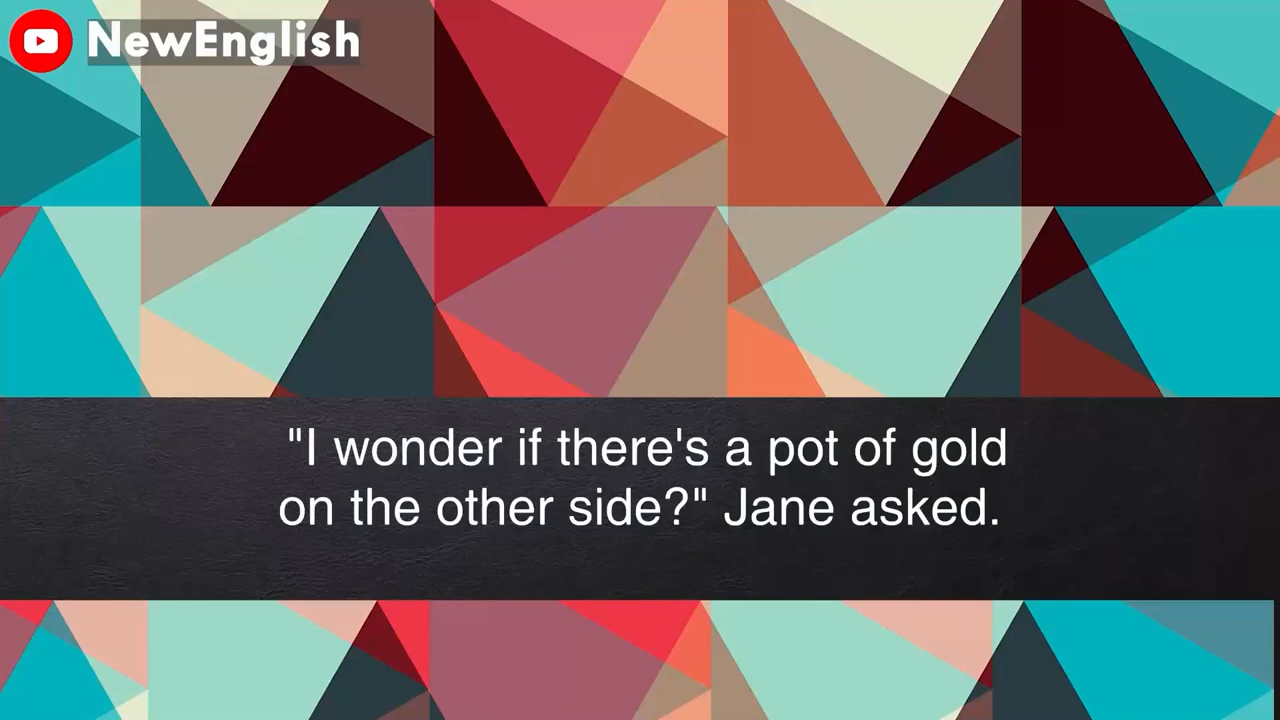 NewEnglish
"I wonder if there's a pot of gold
on the other side?" Jane asked.